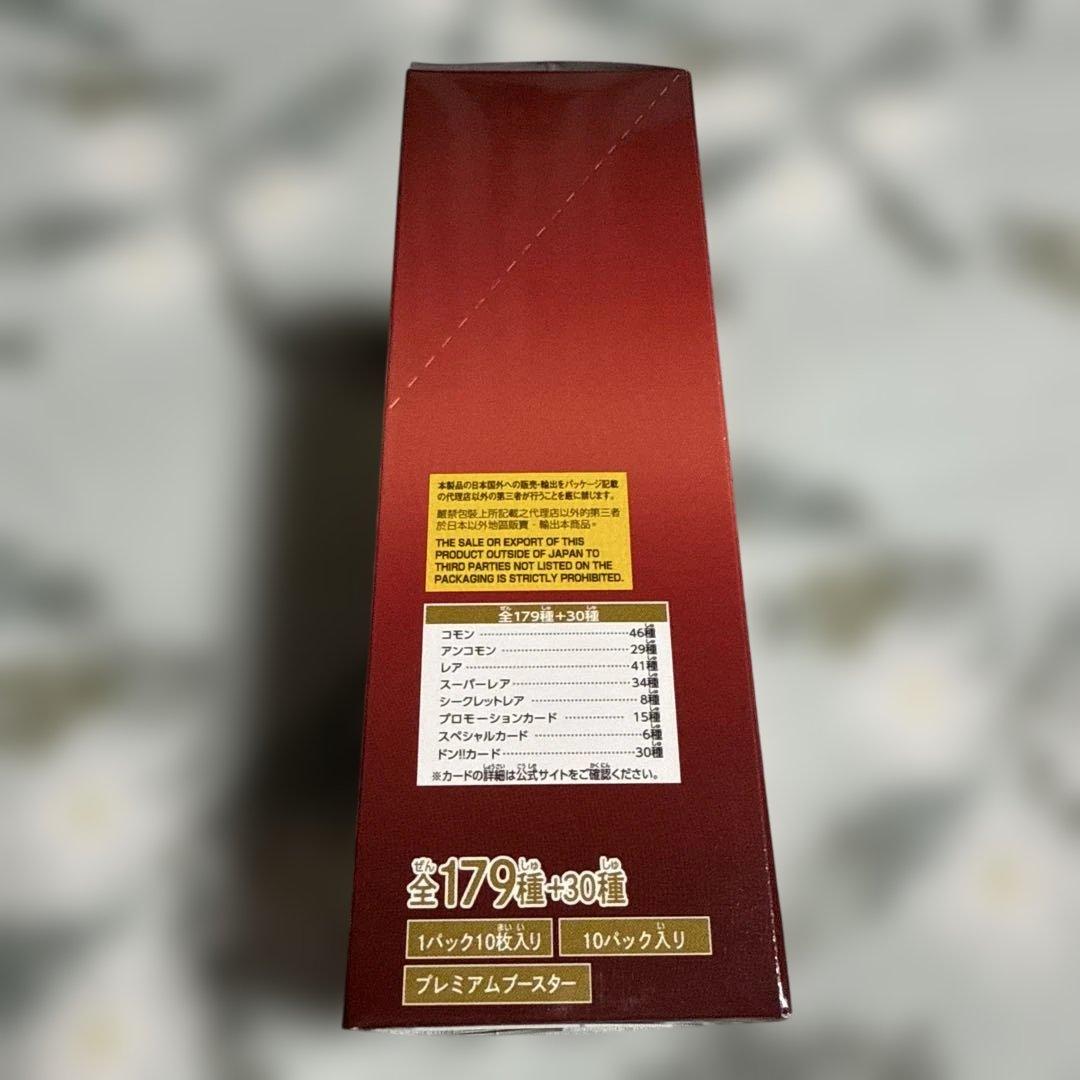 本製品の日本国外への販売・輸出をパッケージ記載
の代理店以外の第三者が行うことを厳に禁じます。
嚴禁包裝上所記載之代理店以外的第三者
於日本以外地區販賣・輸出本商品。
THE SALE OR EXPORT OF THIS
PRODUCT OUTSIDE OF JAPAN TO
THIRD PARTIES NOT LISTED ON THE
PACKAGING IS STRICTLY PROHIBITED.
全179種+30種
コモン 46種
アンコモン 29種
レア 41種
スーパーレア 34種
シークレットレア 8種
プロモーションカード 15種
スペシャルカード 6種
ドン!!カード 30種
※カードの詳細は公式サイトをご確認ください。
全179種+30種
1パック10枚入り 10パック入り
プレミアムブースター